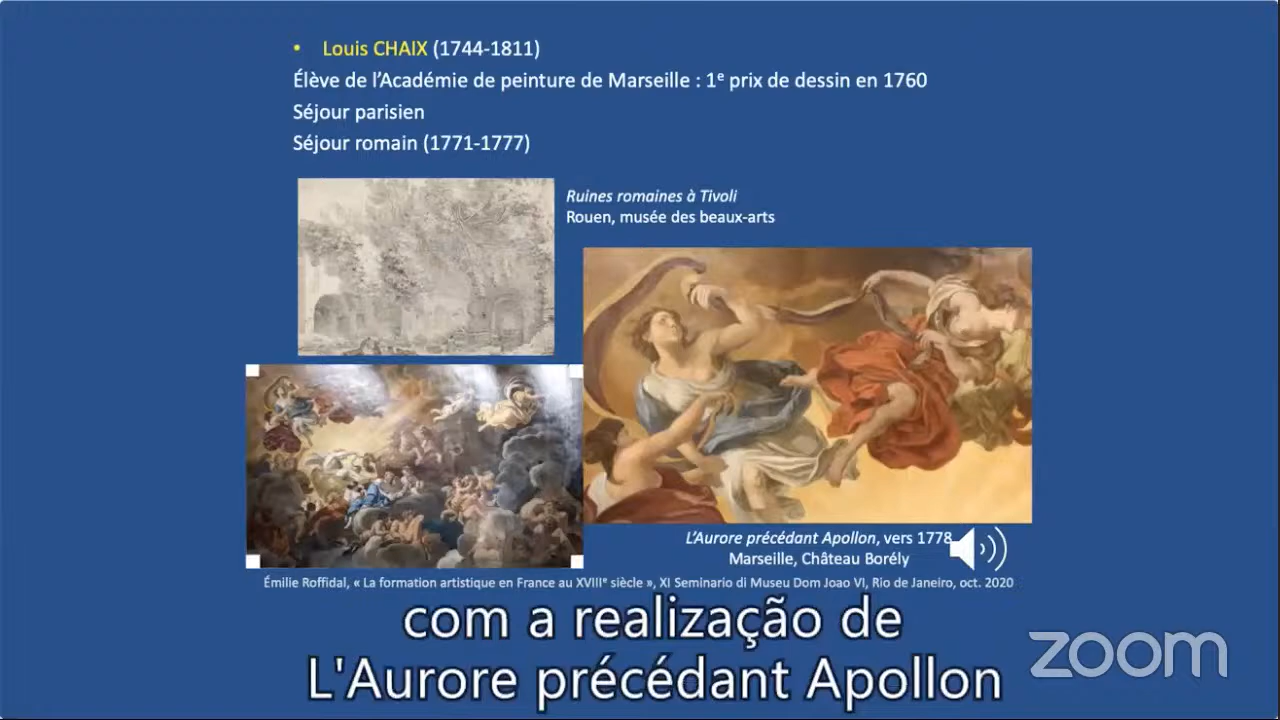 • Louis CHAIX (1744-1811)
Élève de l'Académie de peinture de Marseille : 1e prix de dessin en 1760
Séjour parisien
Séjour romain (1771-1777)
Ruines romaines à Tivoli
Rouen, musée des beaux-arts
L'Aurore précédant Apollon, vers 1778
Marseille, Château Borély
Émilie Roffidal, « La formation artistique en France au XVIIIe siècle », XI Seminario di Museu Dom Joao VI, Rio de Janeiro, oct. 2020
com a realização de
L'Aurore précédant Apollon
zoom